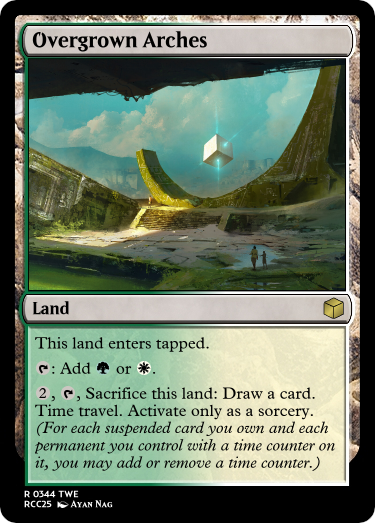 Overgrown Arches
Land
This land enters tapped.
: Add or .
2, , Sacrifice this land: Draw a card.
Time travel. Activate only as a sorcery.
(For each suspended card you own and each
permanent you control with a time counter on
it, you may add or remove a time counter.)
R 0344 TWE
RCC25 Ayan Nag